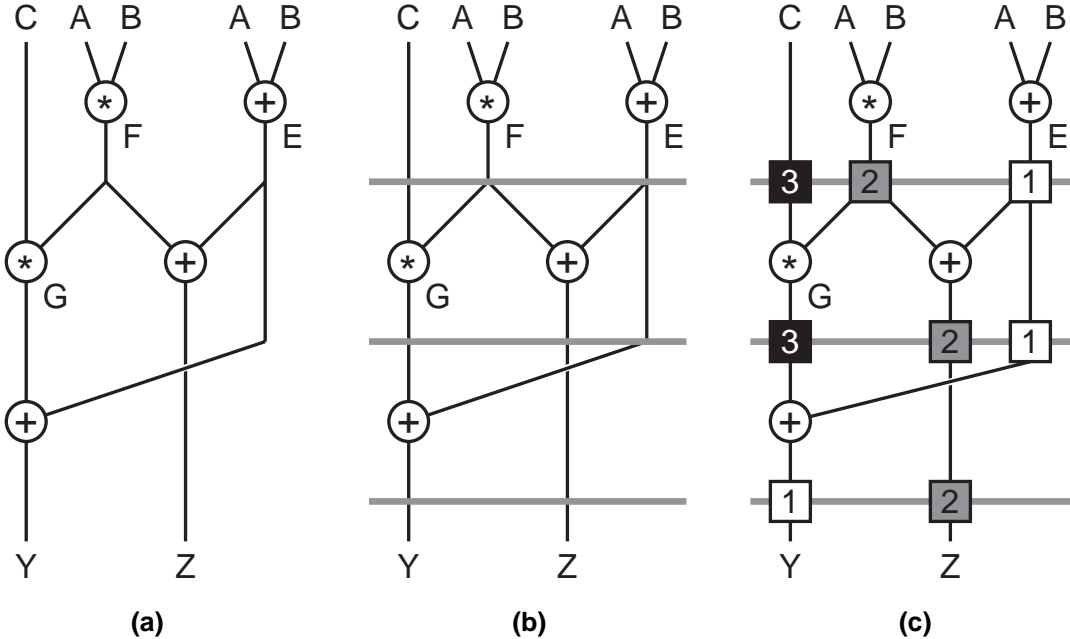 C A B A B C A B A B C A B A B
* + * + * +
F E F E F E
3 2 1
* + * + * +
G G G
3 2 1
+ + +
1 2
Y Z Y Z Y Z
(a) (b) (c)